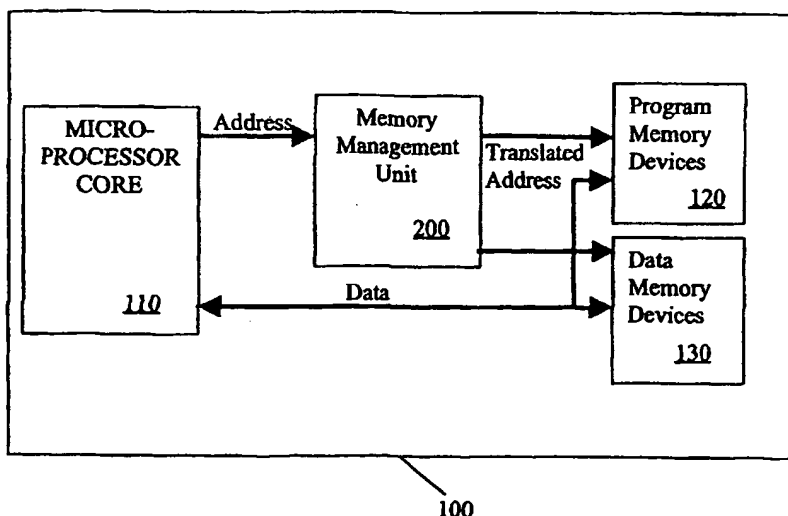 MICRO-
PROCESSOR
CORE
110
Address
Memory
Management
Unit
200
Translated
Address
Data
Program
Memory
Devices
120
Data
Memory
Devices
130
100